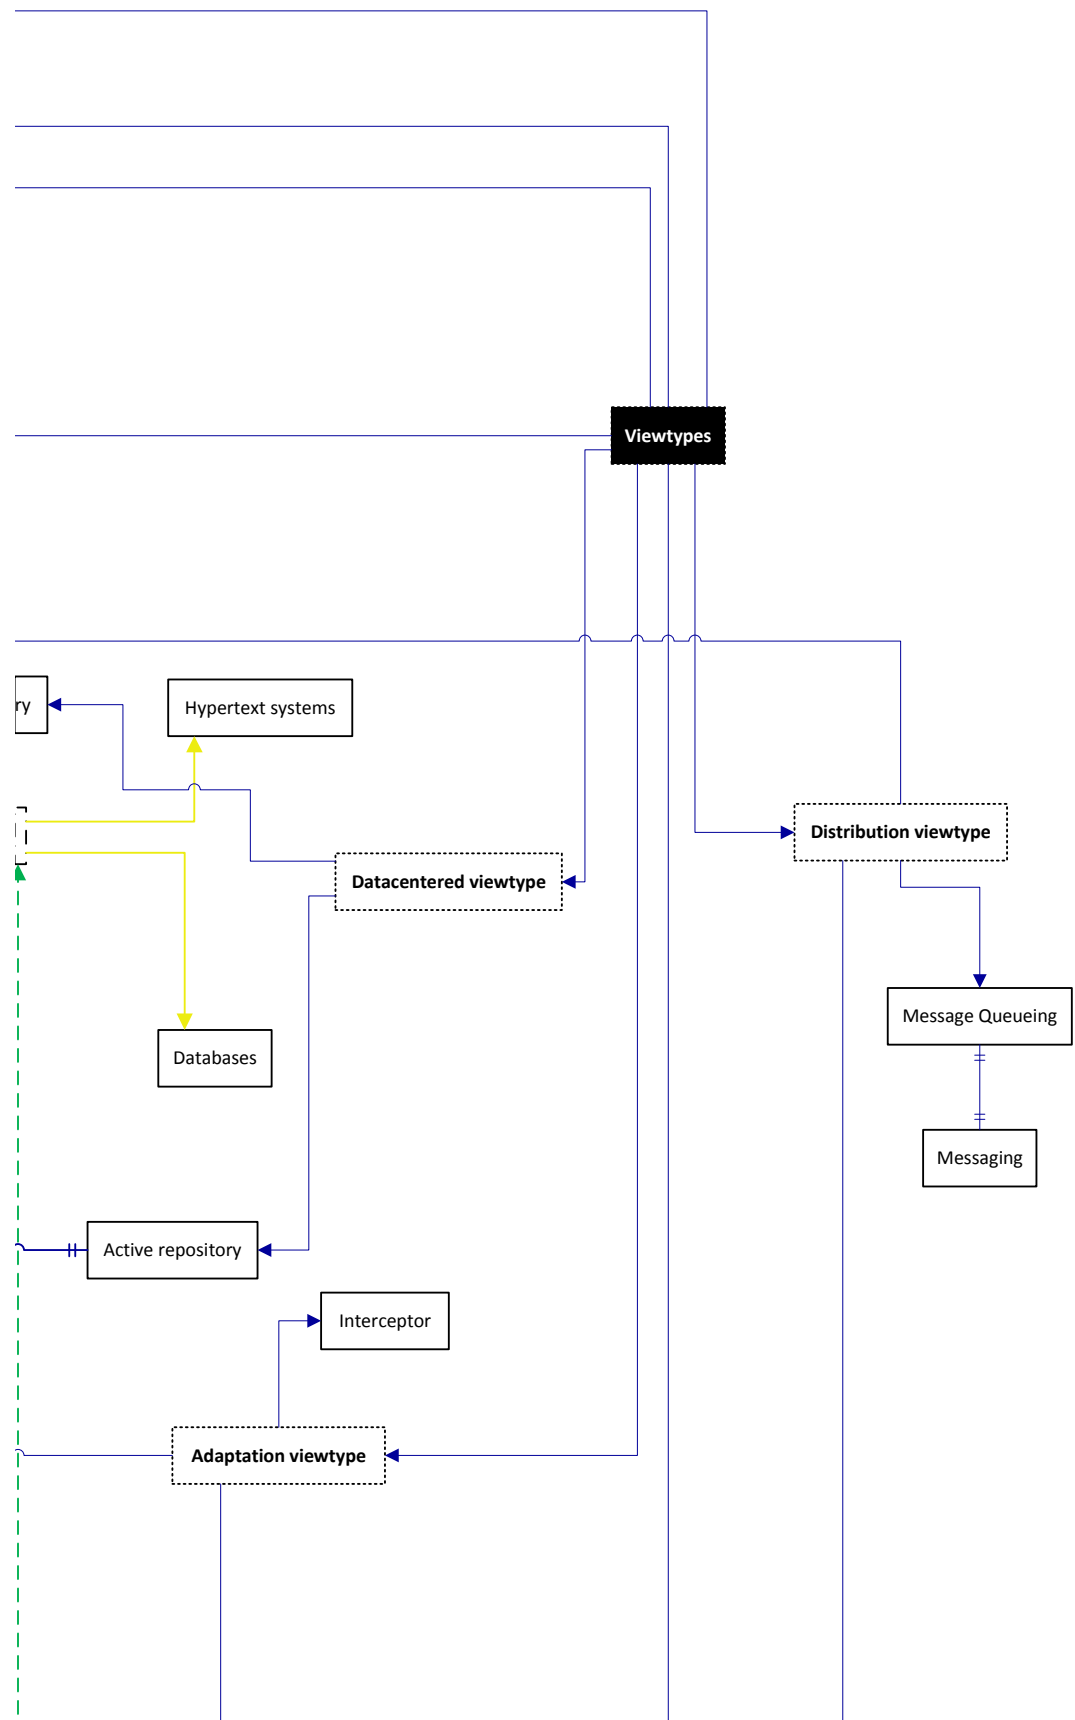 Viewtypes
ry
Hypertext systems
Distribution viewtype
Datacentered viewtype
Message Queueing
Databases
Messaging
Active repository
Interceptor
Adaptation viewtype